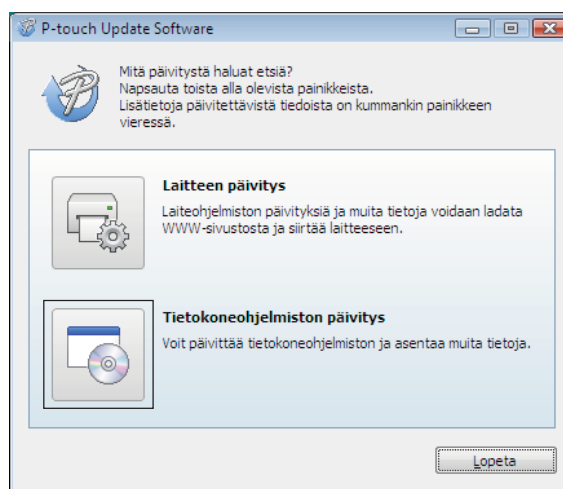 P-touch Update Software
Mitä päivitystä haluat etsiä?
Napsauta toista alla olevista painikkeista.
Lisätietoja päivitettävistä tiedoista on kummankin painikkeen
vieressä.
Laitteen päivitys
Laiteohjelmiston päivityksiä ja muita tietoja voidaan ladata
WWW-sivustosta ja siirtää laitteeseen.
Tietokoneohjelmiston päivitys
Voit päivittää tietokoneohjelmiston ja asentaa muita tietoja.
Lopeta